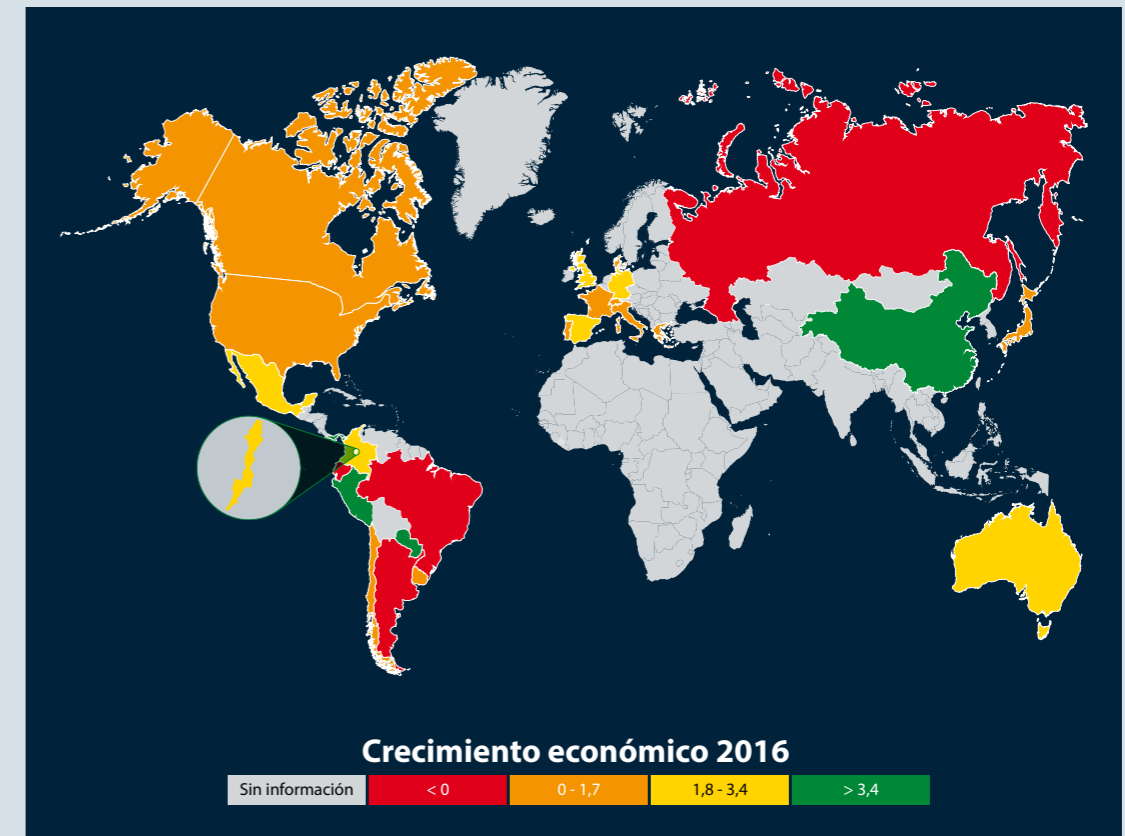 Crecimiento económico 2016
Sin información < 0 0 - 1,7 1,8 - 3,4 > 3,4